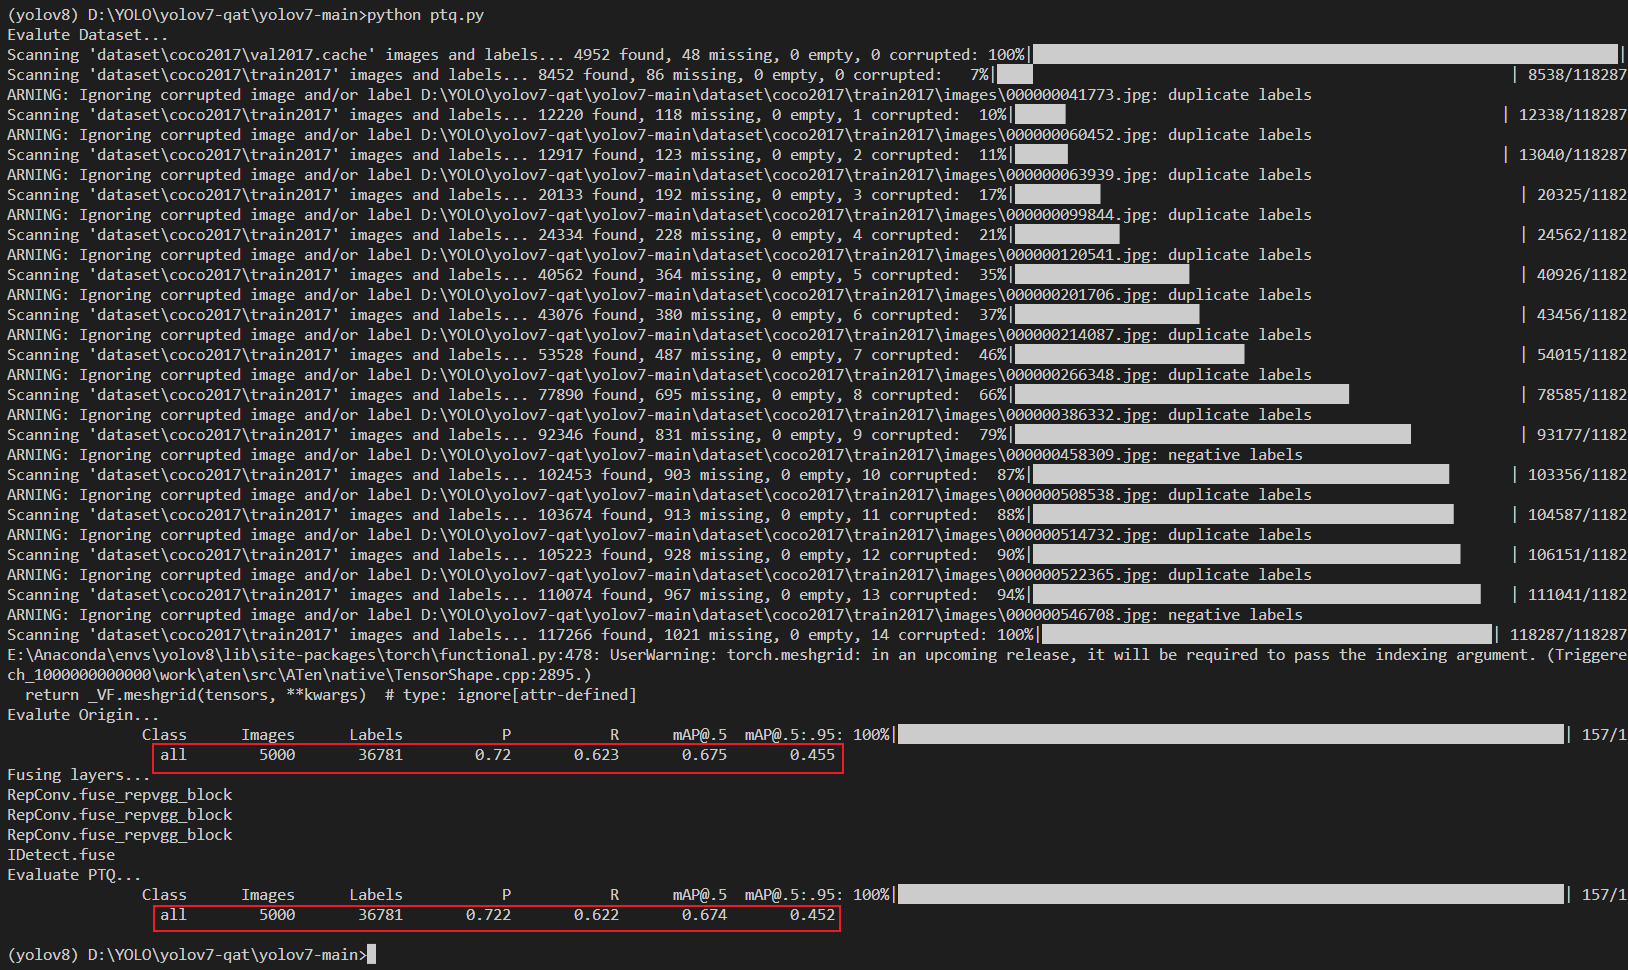 (yolov8) D:\YOLO\yolov7-qat\yolov7-main>python ptq.py
Evalute Dataset...
Scanning 'dataset\coco2017\val2017.cache' images and labels... 4952 found, 48 missing, 0 empty, 0 corrupted: 100%| |
Scanning 'dataset\coco2017\train2017' images and labels... 8452 found, 86 missing, 0 empty, 0 corrupted:   7%| | 8538/118287
ARNING: Ignoring corrupted image and/or label D:\YOLO\yolov7-qat\yolov7-main\dataset\coco2017\train2017\images\000000041773.jpg: duplicate labels
Scanning 'dataset\coco2017\train2017' images and labels... 12220 found, 118 missing, 0 empty, 1 corrupted:  10%| | 12338/118287
ARNING: Ignoring corrupted image and/or label D:\YOLO\yolov7-qat\yolov7-main\dataset\coco2017\train2017\images\000000060452.jpg: duplicate labels
Scanning 'dataset\coco2017\train2017' images and labels... 12917 found, 123 missing, 0 empty, 2 corrupted:  11%| | 13040/118287
ARNING: Ignoring corrupted image and/or label D:\YOLO\yolov7-qat\yolov7-main\dataset\coco2017\train2017\images\000000063939.jpg: duplicate labels
Scanning 'dataset\coco2017\train2017' images and labels... 20133 found, 192 missing, 0 empty, 3 corrupted:  17%| | 20325/1182
ARNING: Ignoring corrupted image and/or label D:\YOLO\yolov7-qat\yolov7-main\dataset\coco2017\train2017\images\000000099844.jpg: duplicate labels
Scanning 'dataset\coco2017\train2017' images and labels... 24334 found, 228 missing, 0 empty, 4 corrupted:  21%| | 24562/1182
ARNING: Ignoring corrupted image and/or label D:\YOLO\yolov7-qat\yolov7-main\dataset\coco2017\train2017\images\000000120541.jpg: duplicate labels
Scanning 'dataset\coco2017\train2017' images and labels... 40562 found, 364 missing, 0 empty, 5 corrupted:  35%| | 40926/1182
ARNING: Ignoring corrupted image and/or label D:\YOLO\yolov7-qat\yolov7-main\dataset\coco2017\train2017\images\000000201706.jpg: duplicate labels
Scanning 'dataset\coco2017\train2017' images and labels... 43076 found, 380 missing, 0 empty, 6 corrupted:  37%| | 43456/1182
ARNING: Ignoring corrupted image and/or label D:\YOLO\yolov7-qat\yolov7-main\dataset\coco2017\train2017\images\000000214087.jpg: duplicate labels
Scanning 'dataset\coco2017\train2017' images and labels... 53528 found, 487 missing, 0 empty, 7 corrupted:  46%| | 54015/1182
ARNING: Ignoring corrupted image and/or label D:\YOLO\yolov7-qat\yolov7-main\dataset\coco2017\train2017\images\000000266348.jpg: duplicate labels
Scanning 'dataset\coco2017\train2017' images and labels... 77890 found, 695 missing, 0 empty, 8 corrupted:  66%| | 78585/1182
ARNING: Ignoring corrupted image and/or label D:\YOLO\yolov7-qat\yolov7-main\dataset\coco2017\train2017\images\000000386332.jpg: duplicate labels
Scanning 'dataset\coco2017\train2017' images and labels... 92346 found, 831 missing, 0 empty, 9 corrupted:  79%| | 93177/1182
ARNING: Ignoring corrupted image and/or label D:\YOLO\yolov7-qat\yolov7-main\dataset\coco2017\train2017\images\000000458309.jpg: negative labels
Scanning 'dataset\coco2017\train2017' images and labels... 102453 found, 903 missing, 0 empty, 10 corrupted:  87%| | 103356/1182
ARNING: Ignoring corrupted image and/or label D:\YOLO\yolov7-qat\yolov7-main\dataset\coco2017\train2017\images\000000508538.jpg: duplicate labels
Scanning 'dataset\coco2017\train2017' images and labels... 103674 found, 913 missing, 0 empty, 11 corrupted:  88%| | 104587/1182
ARNING: Ignoring corrupted image and/or label D:\YOLO\yolov7-qat\yolov7-main\dataset\coco2017\train2017\images\000000514732.jpg: duplicate labels
Scanning 'dataset\coco2017\train2017' images and labels... 105223 found, 928 missing, 0 empty, 12 corrupted:  90%| | 106151/1182
ARNING: Ignoring corrupted image and/or label D:\YOLO\yolov7-qat\yolov7-main\dataset\coco2017\train2017\images\000000522365.jpg: duplicate labels
Scanning 'dataset\coco2017\train2017' images and labels... 110074 found, 967 missing, 0 empty, 13 corrupted:  94%| | 111041/1182
ARNING: Ignoring corrupted image and/or label D:\YOLO\yolov7-qat\yolov7-main\dataset\coco2017\train2017\images\000000546708.jpg: negative labels
Scanning 'dataset\coco2017\train2017' images and labels... 117266 found, 1021 missing, 0 empty, 14 corrupted: 100%| | 118287/118287
E:\Anaconda\envs\yolov8\lib\site-packages\torch\functional.py:478: UserWarning: torch.meshgrid: in an upcoming release, it will be required to pass the indexing argument. (Triggere
ch_1000000000000\work\aten\src\ATen\native\TensorShape.cpp:2895.)
  return _VF.meshgrid(tensors, **kwargs)  # type: ignore[attr-defined]
Evalute Origin...
Class Images Labels P R mAP@.5 mAP@.5:.95: 100%| | 157/1
all 5000 36781 0.72 0.623 0.675 0.455
Fusing layers...
RepConv.fuse_repvgg_block
RepConv.fuse_repvgg_block
RepConv.fuse_repvgg_block
IDetect.fuse
Evaluate PTQ...
Class Images Labels P R mAP@.5 mAP@.5:.95: 100%| | 157/1
all 5000 36781 0.722 0.622 0.674 0.452
(yolov8) D:\YOLO\yolov7-qat\yolov7-main>